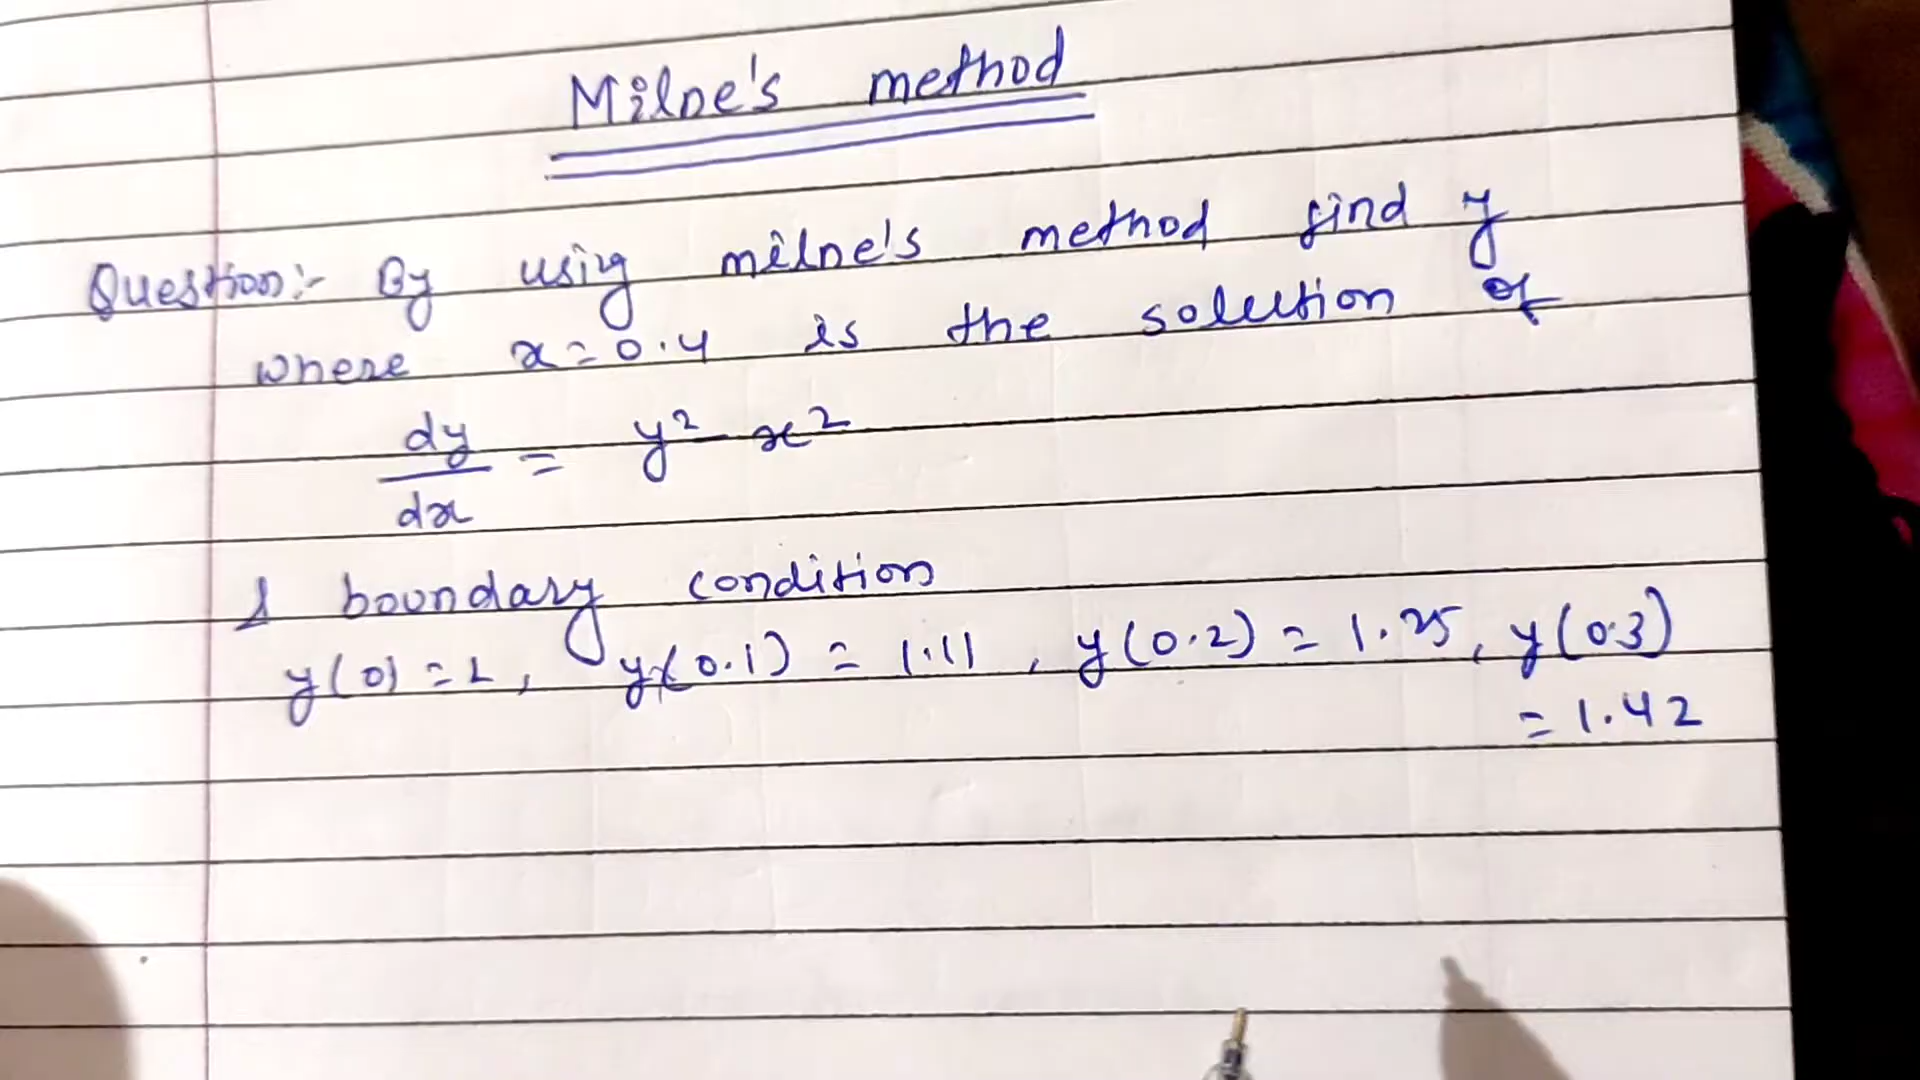 Milne's method
Question:- By using milne's method find y
where x=0.4 is the solution of
dy/dx = y² - x²
& boundary condition
y(0)=1, y(0.1) = 1.11, y(0.2) = 1.25, y(0.3)
= 1.42